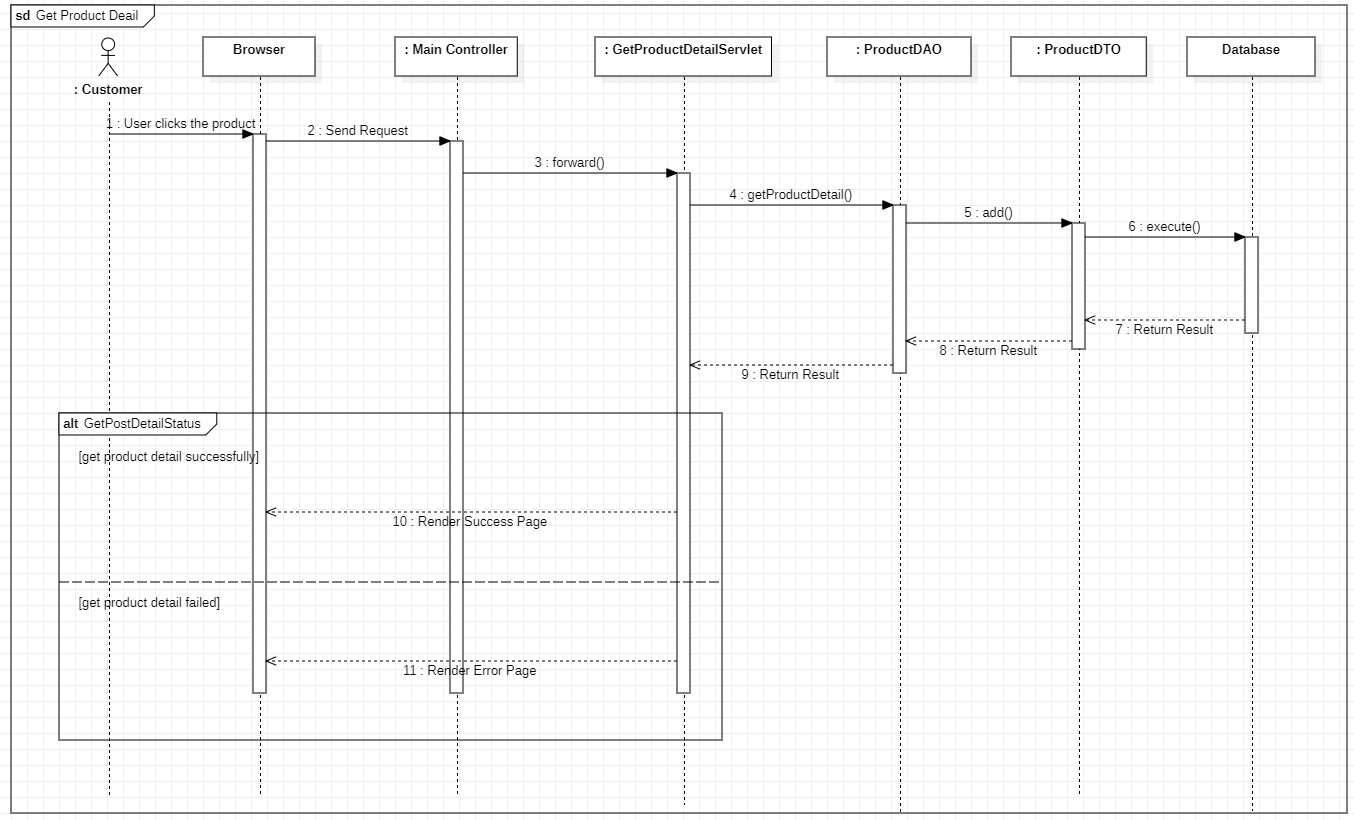 sd Get Product Deail
: Customer
Browser
: Main Controller
: GetProductDetailServlet
: ProductDAO
: ProductDTO
Database
1 : User clicks the product
2 : Send Request
3 : forward()
4 : getProductDetail()
5 : add()
6 : execute()
7 : Return Result
8 : Return Result
9 : Return Result
alt GetPostDetailStatus
[get product detail successfully]
10 : Render Success Page
[get product detail failed]
11 : Render Error Page